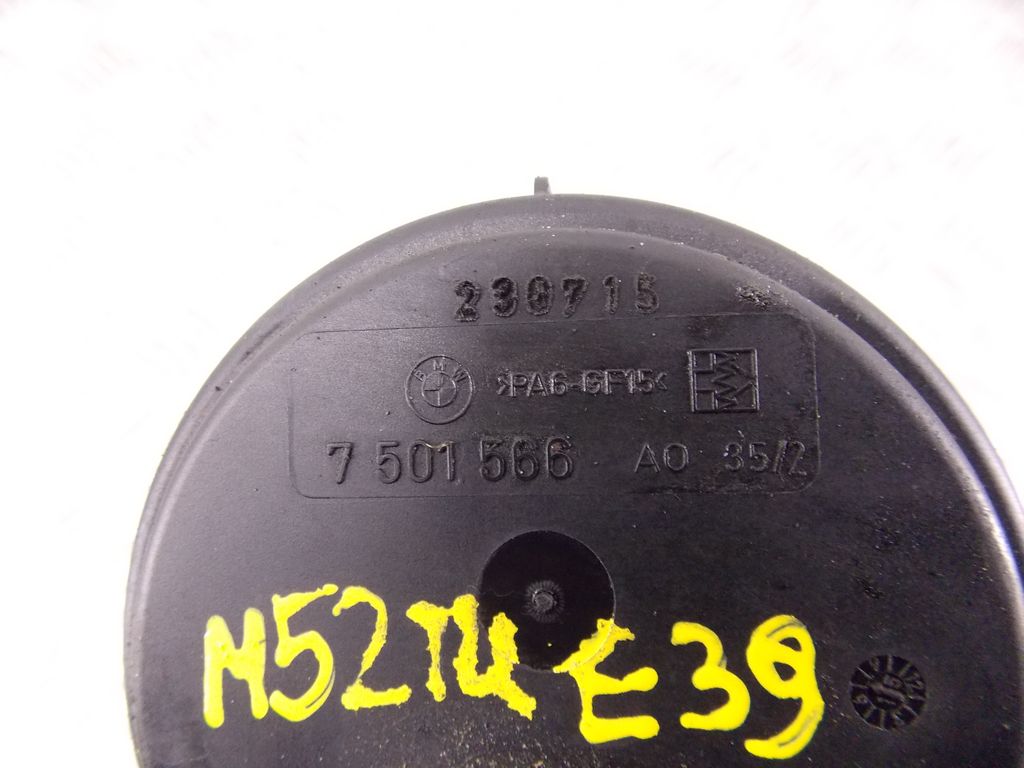 230715
BMW >PA6-GF15<
7 501 566 AO 35/2
M52TU E39